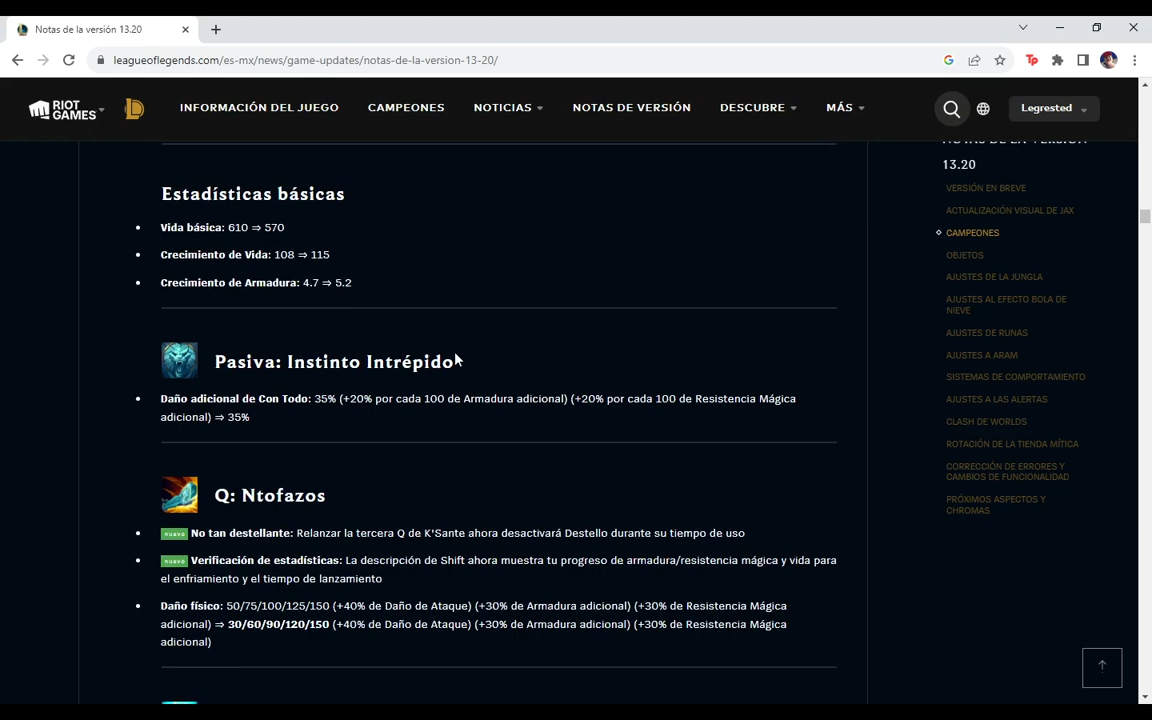 Notas de la versión 13.20
leagueoflegends.com/es-mx/news/game-updates/notas-de-la-version-13-20/
RIOT GAMES
INFORMACIÓN DEL JUEGO CAMPEONES NOTICIAS NOTAS DE VERSIÓN DESCUBRE MÁS Legrested
Estadísticas básicas
Vida básica: 610 ⇒ 570
Crecimiento de Vida: 108 ⇒ 115
Crecimiento de Armadura: 4.7 ⇒ 5.2
Pasiva: Instinto Intrépido
Daño adicional de Con Todo: 35% (+20% por cada 100 de Armadura adicional) (+20% por cada 100 de Resistencia Mágica
adicional) ⇒ 35%
Q: Ntofazos
nuevo No tan destellante: Relanzar la tercera Q de K'Sante ahora desactivará Destello durante su tiempo de uso
nuevo Verificación de estadísticas: La descripción de Shift ahora muestra tu progreso de armadura/resistencia mágica y vida para
el enfriamiento y el tiempo de lanzamiento
Daño físico: 50/75/100/125/150 (+40% de Daño de Ataque) (+30% de Armadura adicional) (+30% de Resistencia Mágica
adicional) ⇒ 30/60/90/120/150 (+40% de Daño de Ataque) (+30% de Armadura adicional) (+30% de Resistencia Mágica
adicional)
NOTAS DE LA VERSIÓN
13.20
VERSIÓN EN BREVE
ACTUALIZACIÓN VISUAL DE JAX
CAMPEONES
OBJETOS
AJUSTES DE LA JUNGLA
AJUSTES AL EFECTO BOLA DE
NIEVE
AJUSTES DE RUNAS
AJUSTES A ARAM
SISTEMAS DE COMPORTAMIENTO
AJUSTES A LAS ALERTAS
CLASH DE WORLDS
ROTACIÓN DE LA TIENDA MÍTICA
CORRECCIÓN DE ERRORES Y
CAMBIOS DE FUNCIONALIDAD
PRÓXIMOS ASPECTOS Y
CHROMAS